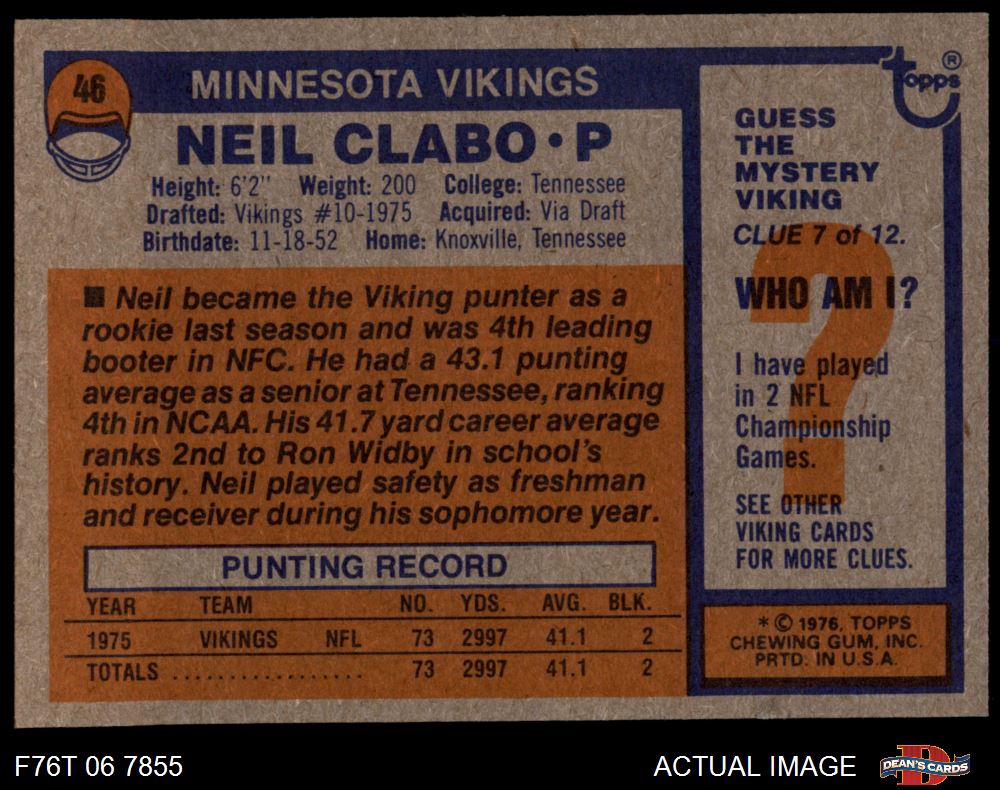 46
MINNESOTA VIKINGS
NEIL CLABO • P
Height: 6'2" Weight: 200 College: Tennessee
Drafted: Vikings #10-1975 Acquired: Via Draft
Birthdate: 11-18-52 Home: Knoxville, Tennessee
■ Neil became the Viking punter as a
rookie last season and was 4th leading
booter in NFC. He had a 43.1 punting
average as a senior at Tennessee, ranking
4th in NCAA. His 41.7 yard career average
ranks 2nd to Ron Widby in school's
history. Neil played safety as freshman
and receiver during his sophomore year.
PUNTING RECORD
YEAR TEAM NO. YDS. AVG. BLK.
1975 VIKINGS NFL 73 2997 41.1 2
TOTALS ................. 73 2997 41.1 2
topps ®
GUESS
THE
MYSTERY
VIKING
CLUE 7 of 12.
WHO AM I?
?
I have played
in 2 NFL
Championship
Games.
SEE OTHER
VIKING CARDS
FOR MORE CLUES.
* © 1976, TOPPS
CHEWING GUM, INC.
PRTD. IN U.S.A.
F76T 06 7855
ACTUAL IMAGE
DEAN'S CARDS